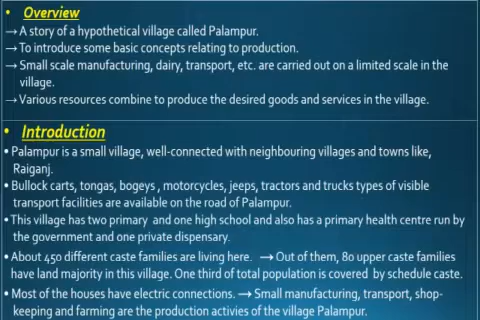 • Overview
→ A story of a hypothetical village called Palampur.
→ To introduce some basic concepts relating to production.
→ Small scale manufacturing, dairy, transport, etc. are carried out on a limited scale in the
village.
→ Various resources combine to produce the desired goods and services in the village.
• Introduction
• Palampur is a small village, well-connected with neighbouring villages and towns like,
Raiganj.
• Bullock carts, tongas, bogeys , motorcycles, jeeps, tractors and trucks types of visible
transport facilities are available on the road of Palampur.
• This village has two primary and one high school and also has a primary health centre run by
the government and one private dispensary.
• About 450 different caste families are living here. → Out of them, 80 upper caste families
have land majority in this village. One third of total population is covered by schedule caste.
• Most of the houses have electric connections. → Small manufacturing, transport, shop-
keeping and farming are the production activies of the village Palampur.